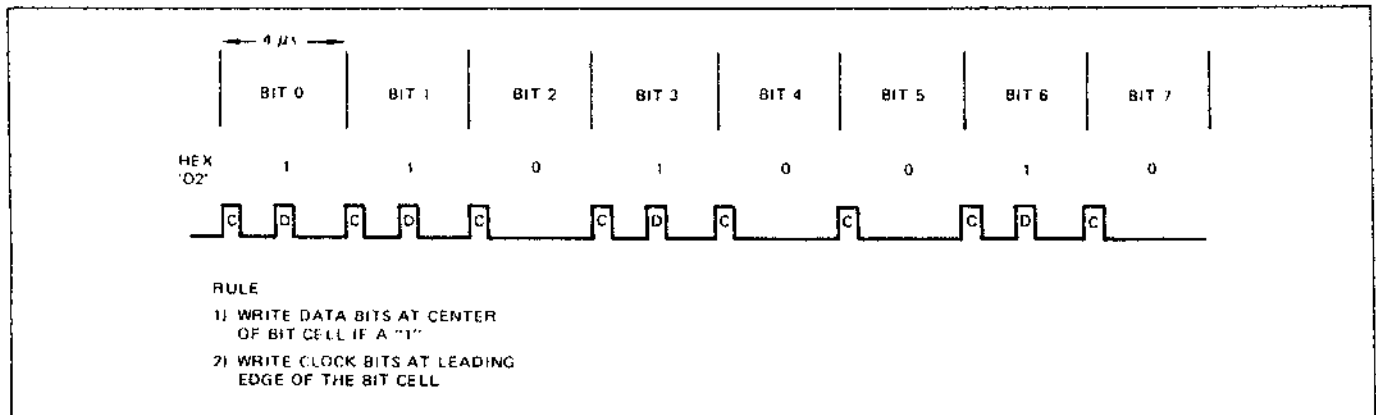 4 μs
BIT 0 BIT 1 BIT 2 BIT 3 BIT 4 BIT 5 BIT 6 BIT 7
HEX 1 1 0 1 0 0 1 0
'D2'
C D C D C C D C C C D C
RULE
1) WRITE DATA BITS AT CENTER
OF BIT CELL IF A "1"
2) WRITE CLOCK BITS AT LEADING
EDGE OF THE BIT CELL